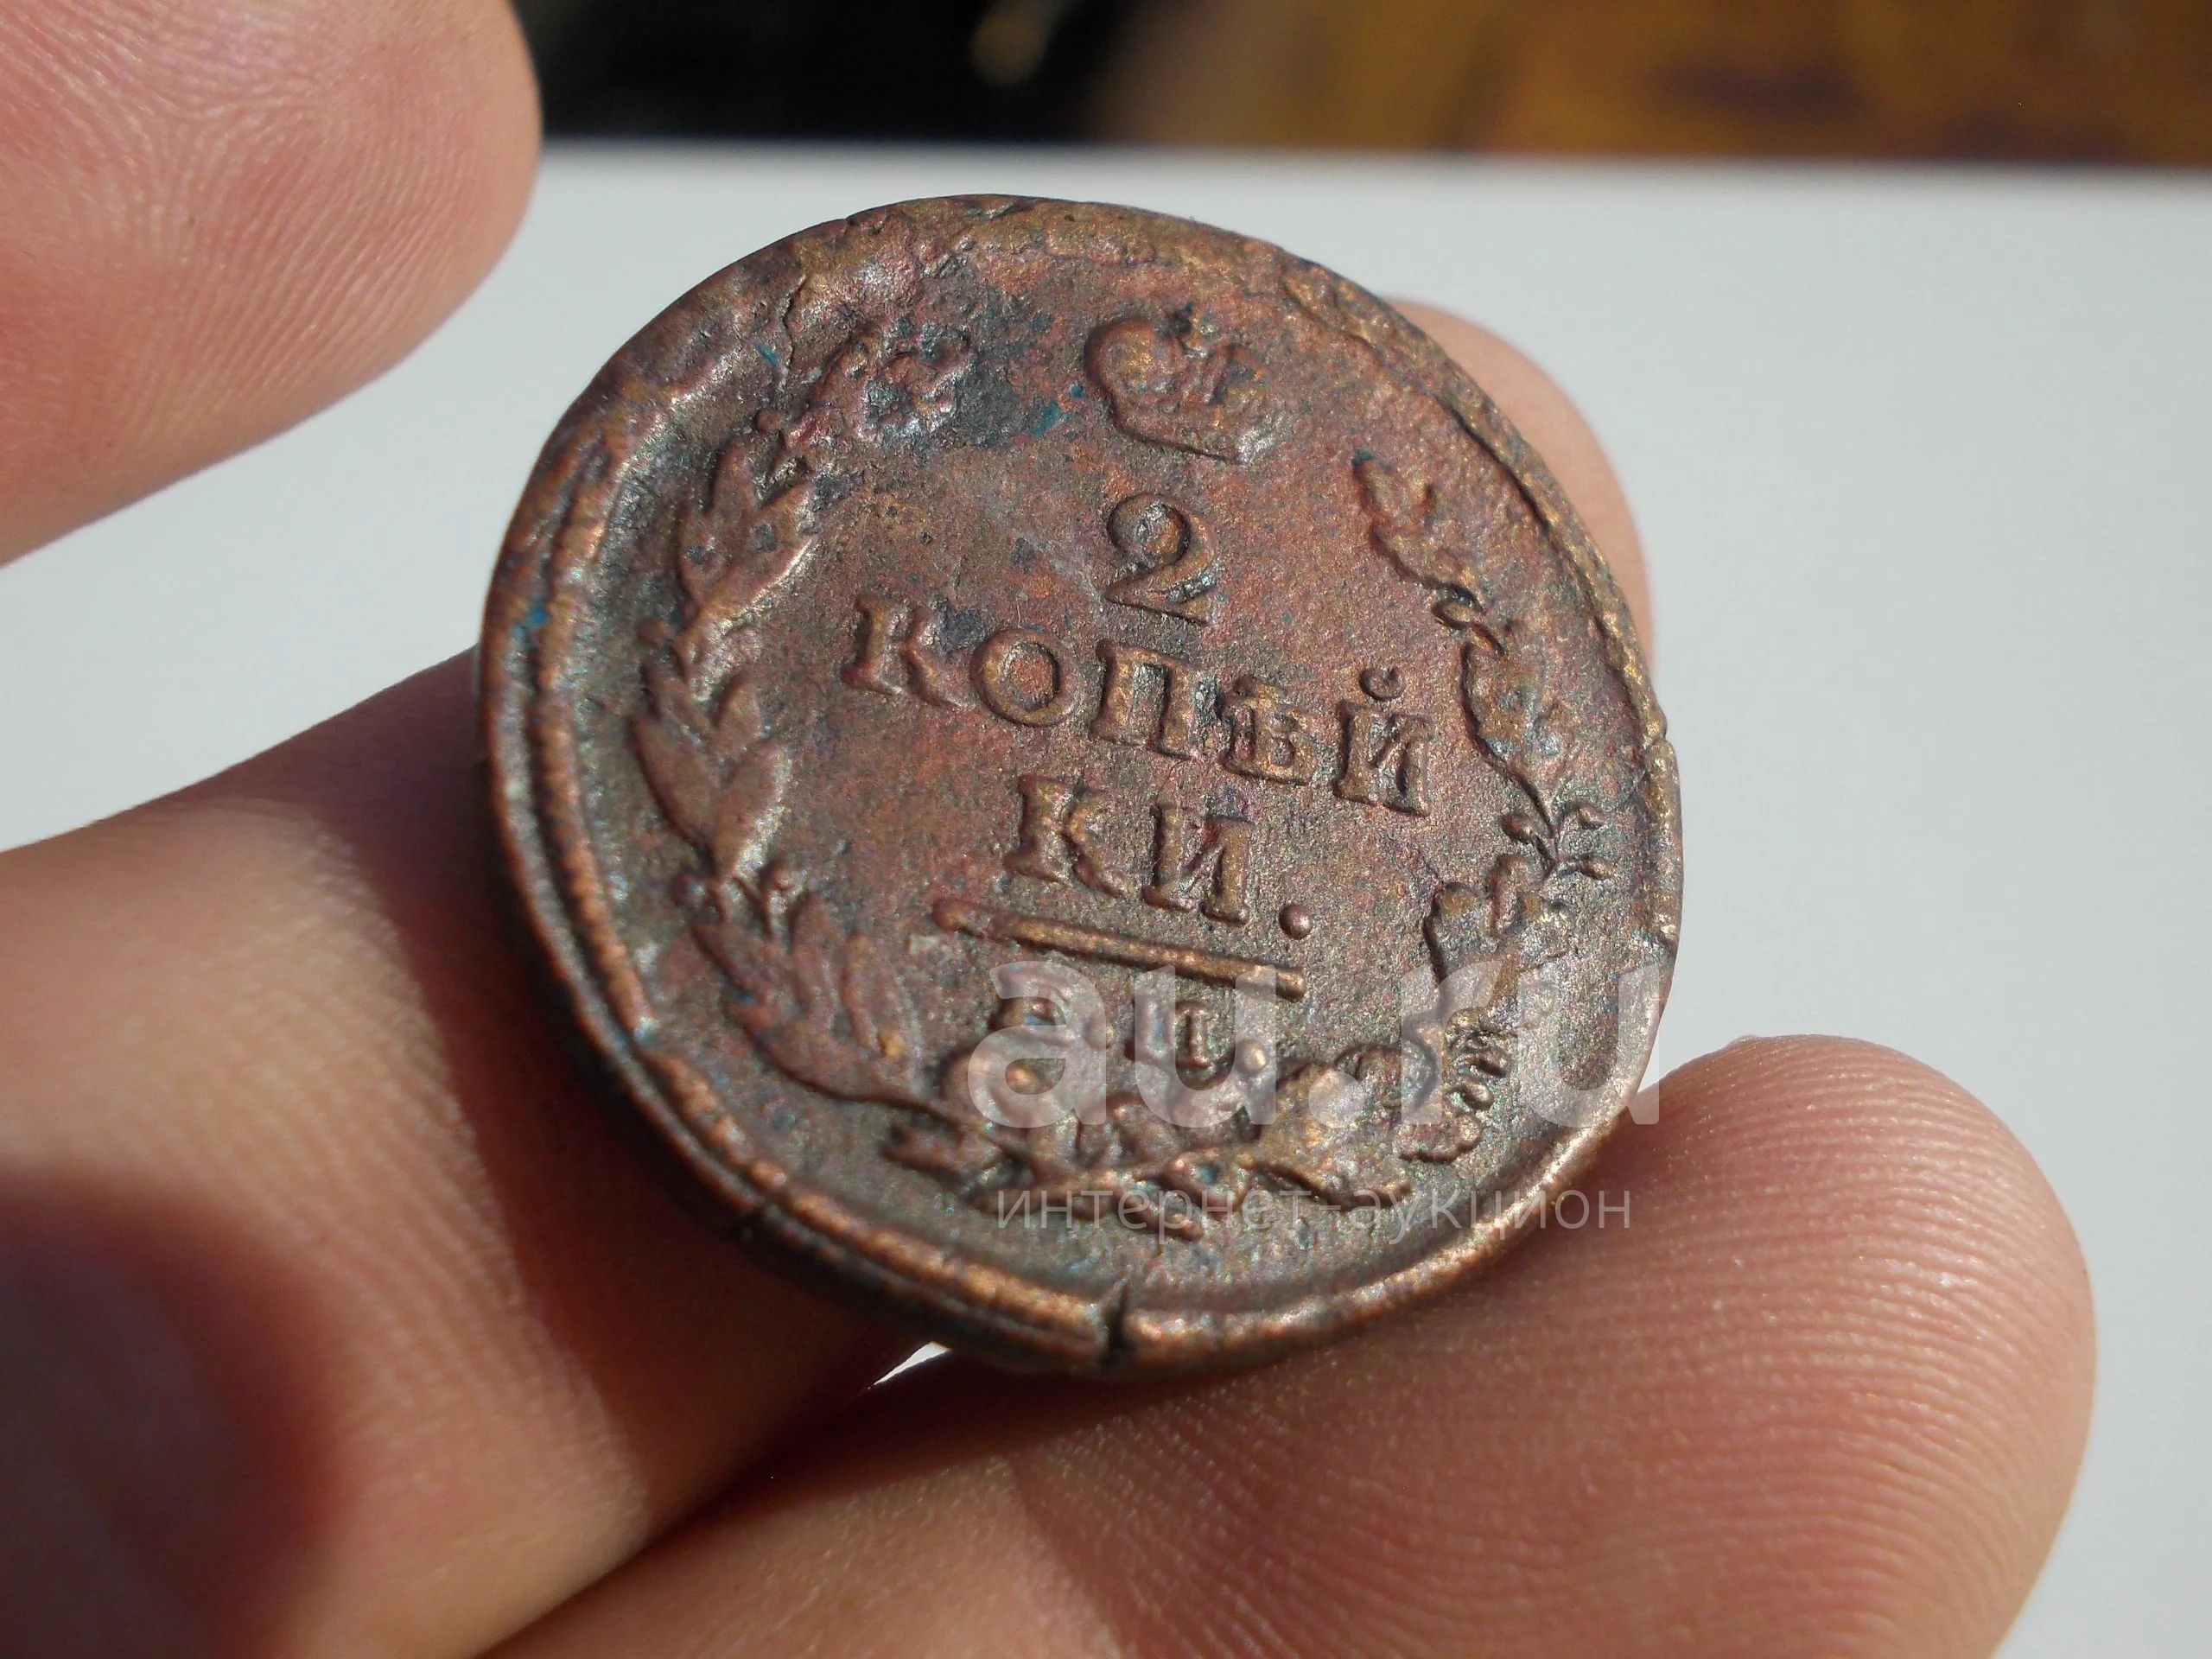 2
КОПѢЙ
КИ.
Е. М.
au.ru
интернет-аукцион